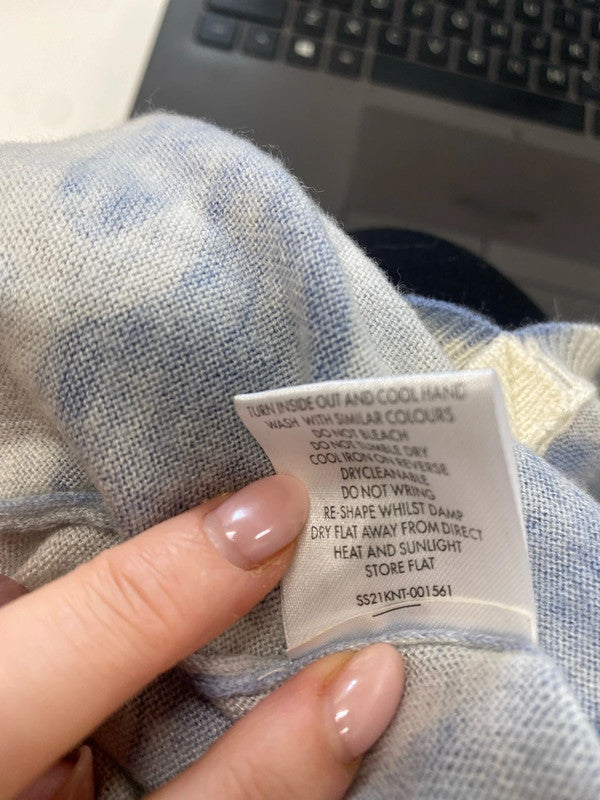 TURN INSIDE OUT AND COOL HAND
WASH WITH SIMILAR COLOURS
DO NOT BLEACH
DO NOT TUMBLE DRY
COOL IRON ON REVERSE
DRYCLEANABLE
DO NOT WRING
RE-SHAPE WHILST DAMP
DRY FLAT AWAY FROM DIRECT
HEAT AND SUNLIGHT
STORE FLAT
SS21KNT-001561